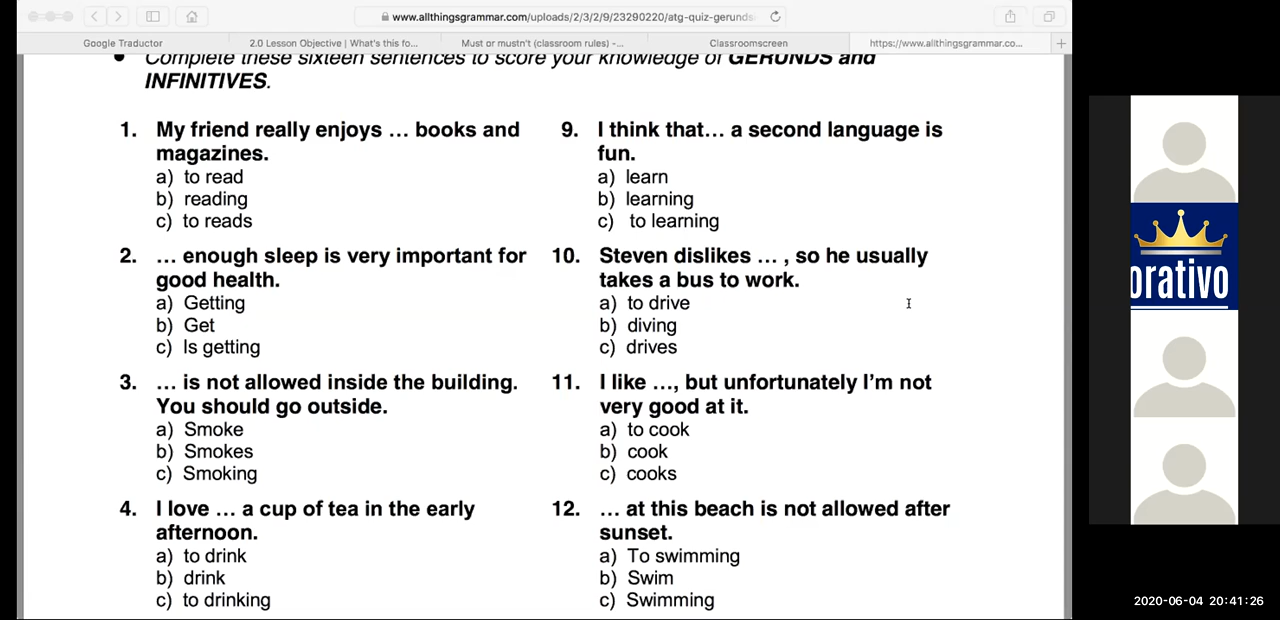 www.allthingsgrammar.com/uploads/2/3/2/9/23290220/atg-quiz-gerunds-
Google Traductor
2.0 Lesson Objective | What's this fo...
Must or mustn't (classroom rules) -...
Classroomscreen
https://www.allthingsgrammar.co...
Complete these sixteen sentences to score your knowledge of GERUNDS and
INFINITIVES.
1. My friend really enjoys … books and
magazines.
a) to read
b) reading
c) to reads
2. … enough sleep is very important for
good health.
a) Getting
b) Get
c) Is getting
3. … is not allowed inside the building.
You should go outside.
a) Smoke
b) Smokes
c) Smoking
4. I love … a cup of tea in the early
afternoon.
a) to drink
b) drink
c) to drinking
9. I think that… a second language is
fun.
a) learn
b) learning
c) to learning
10. Steven dislikes … , so he usually
takes a bus to work.
a) to drive
b) diving
c) drives
11. I like …, but unfortunately I'm not
very good at it.
a) to cook
b) cook
c) cooks
12. … at this beach is not allowed after
sunset.
a) To swimming
b) Swim
c) Swimming
orativo
2020-06-04 20:41:26